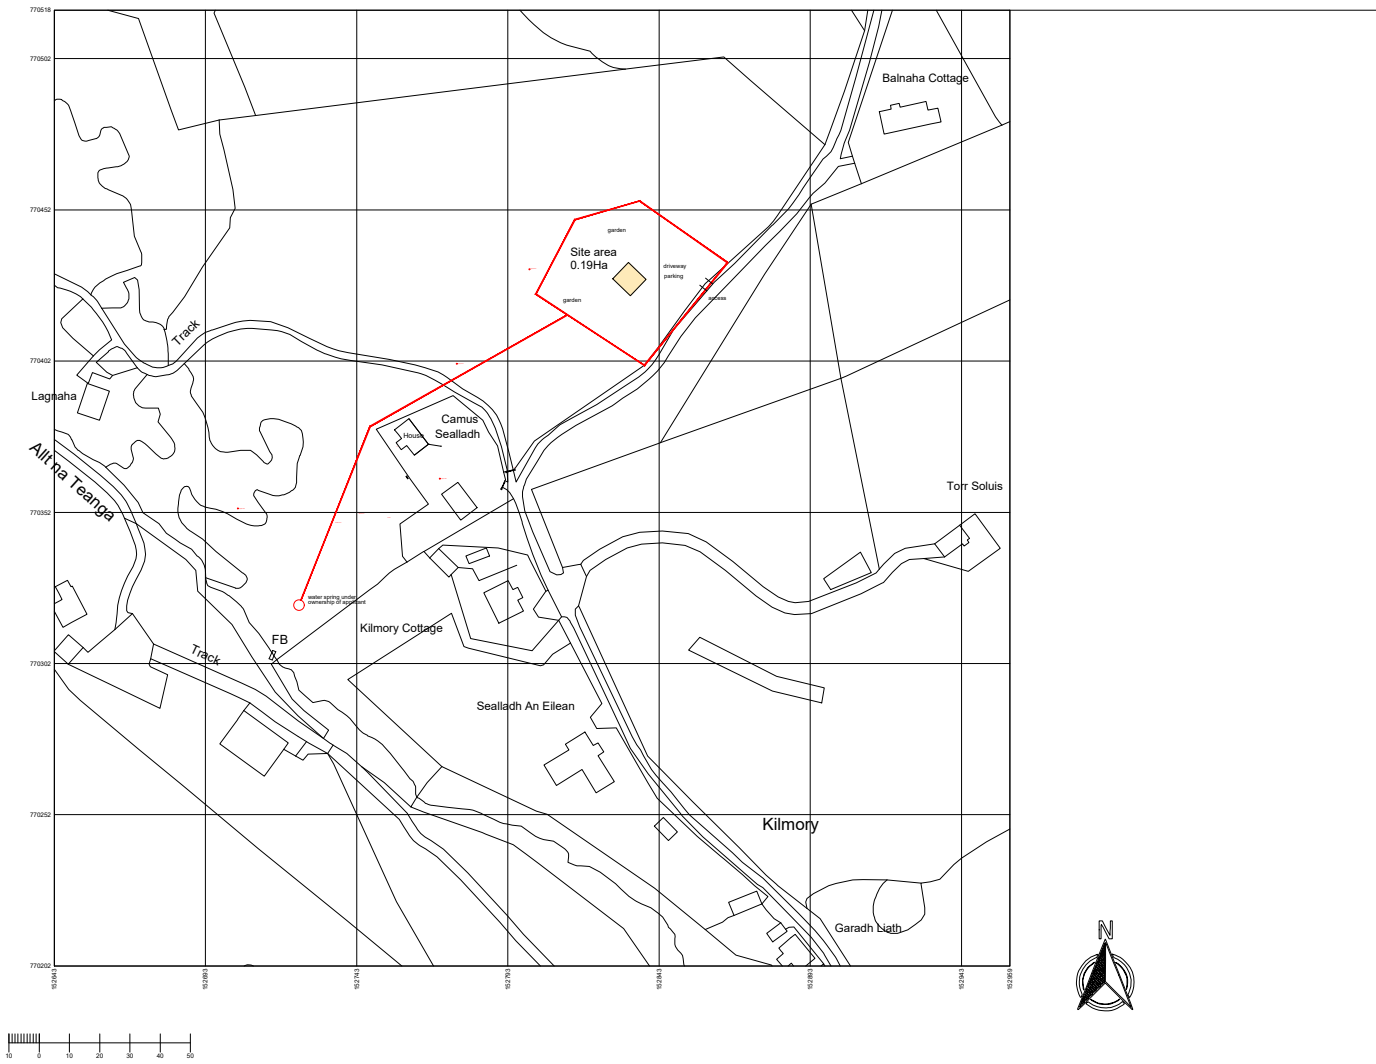 770518
770502
Balnaha Cottage
770452
garden
Site area
0.19Ha
driveway
parking
garden
access
Track
770402
Lagnaha
Camus
Sealladh
House
Allt na Teanga
Torr Soluis
770352
water spring under
ownership of applicant
Kilmory Cottage
FB
Track
770302
Sealladh An Eilean
770252
Kilmory
Garadh Liath
770202
152643
152693
152743
152793
152843
152893
152943
152959
N
10 0 10 20 30 40 50